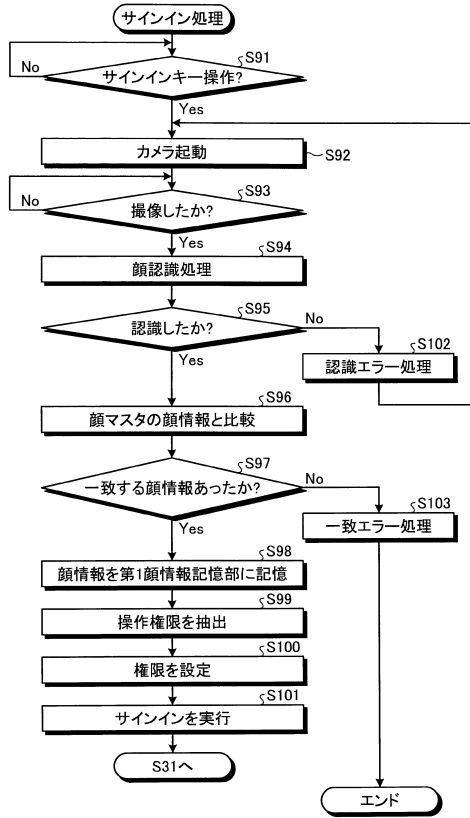 サインイン処理
S91
サインインキー操作?
No
Yes
カメラ起動
S92
S93
撮像したか?
No
Yes
S94
顔認識処理
S95
認識したか?
No
Yes
S102
認識エラー処理
S96
顔マスタの顔情報と比較
S97
一致する顔情報あったか?
No
Yes
S103
一致エラー処理
S98
顔情報を第1顔情報記憶部に記憶
S99
操作権限を抽出
S100
権限を設定
S101
サインインを実行
S31へ
エンド